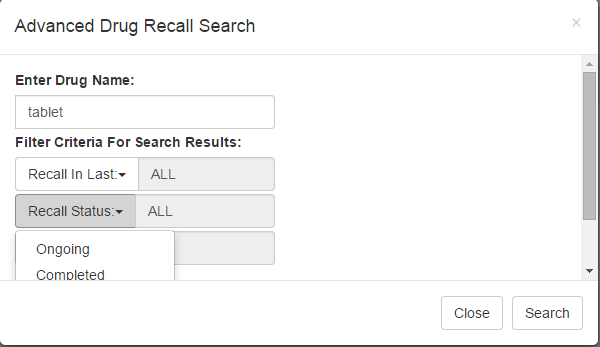 Advanced Drug Recall Search ×
Enter Drug Name:
tablet
Filter Criteria For Search Results:
Recall In Last: ALL
Recall Status: ALL
Ongoing
Completed
Close Search